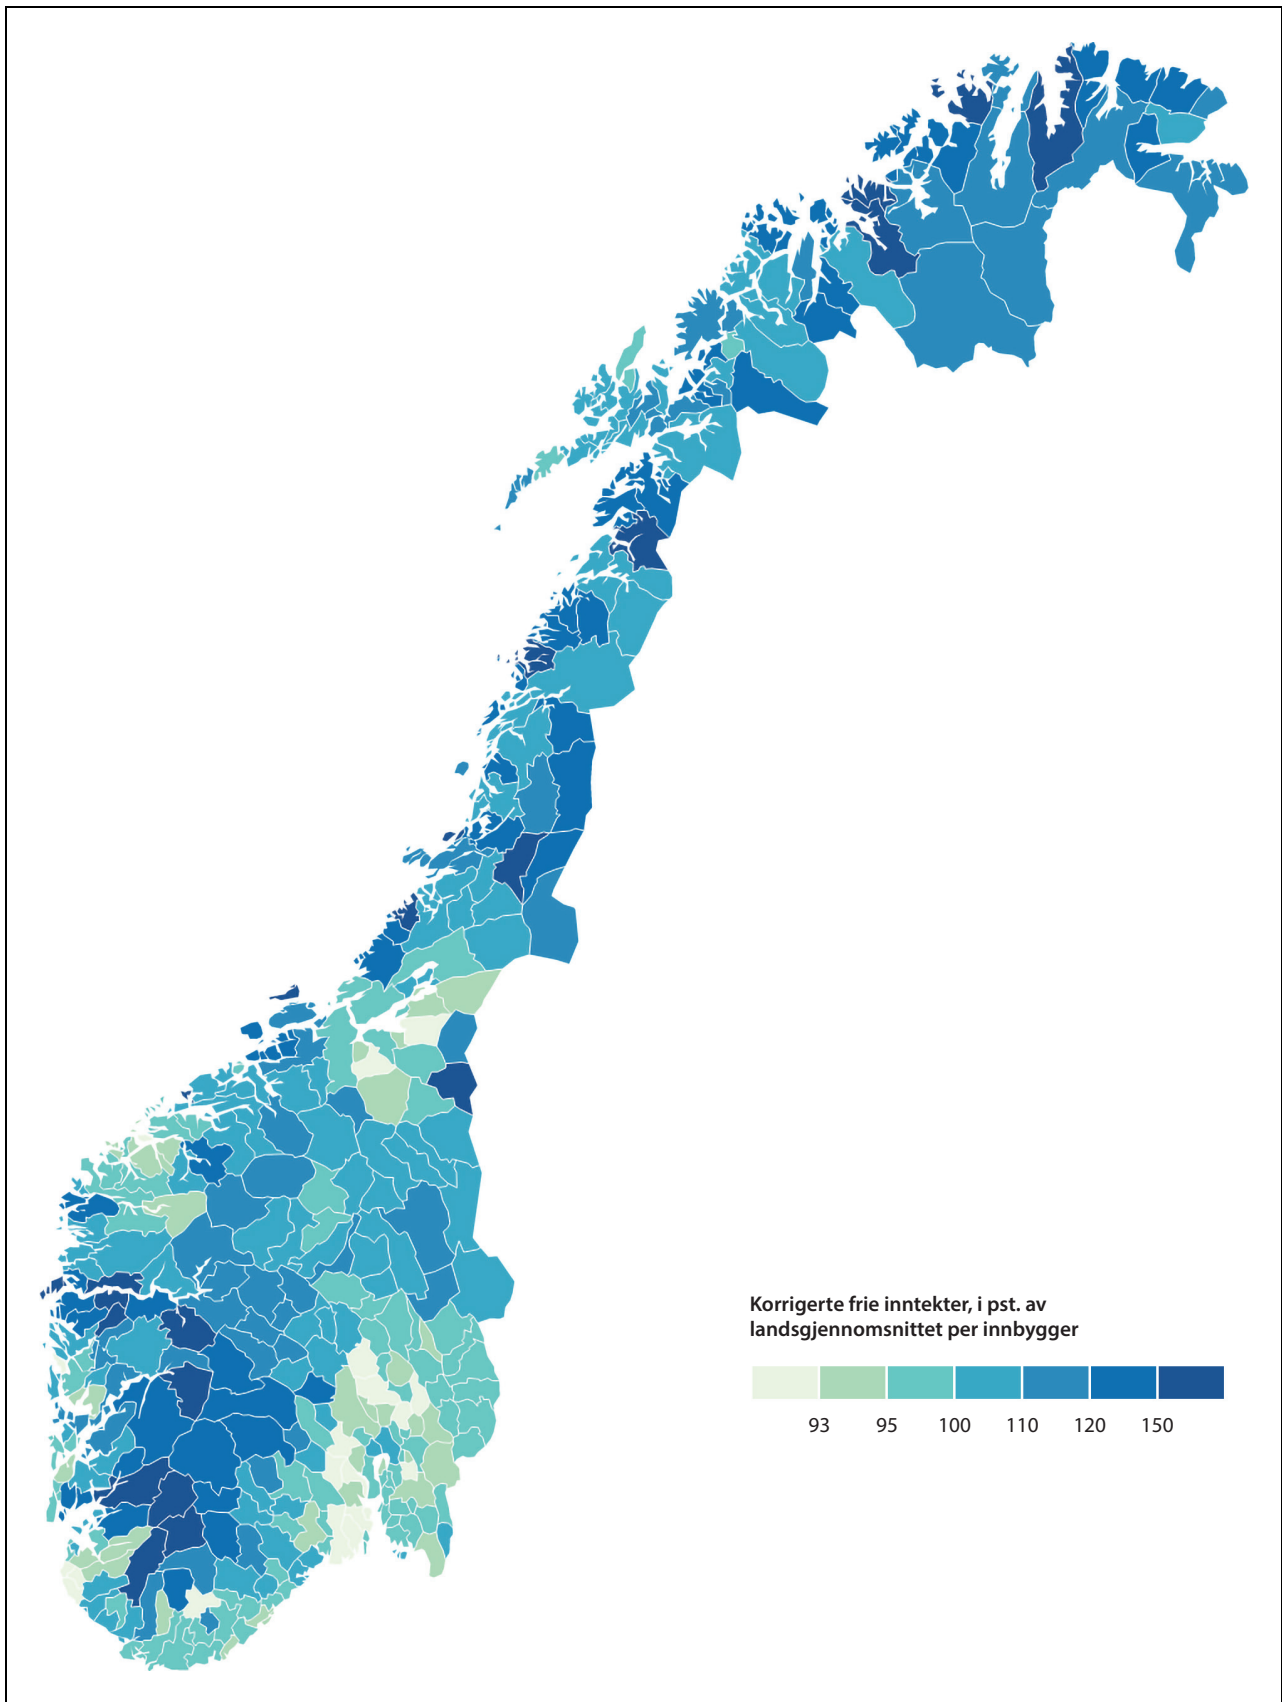 Korrigerte frie inntekter, i pst. av
landsgjennomsnittet per innbygger
93 95 100 110 120 150